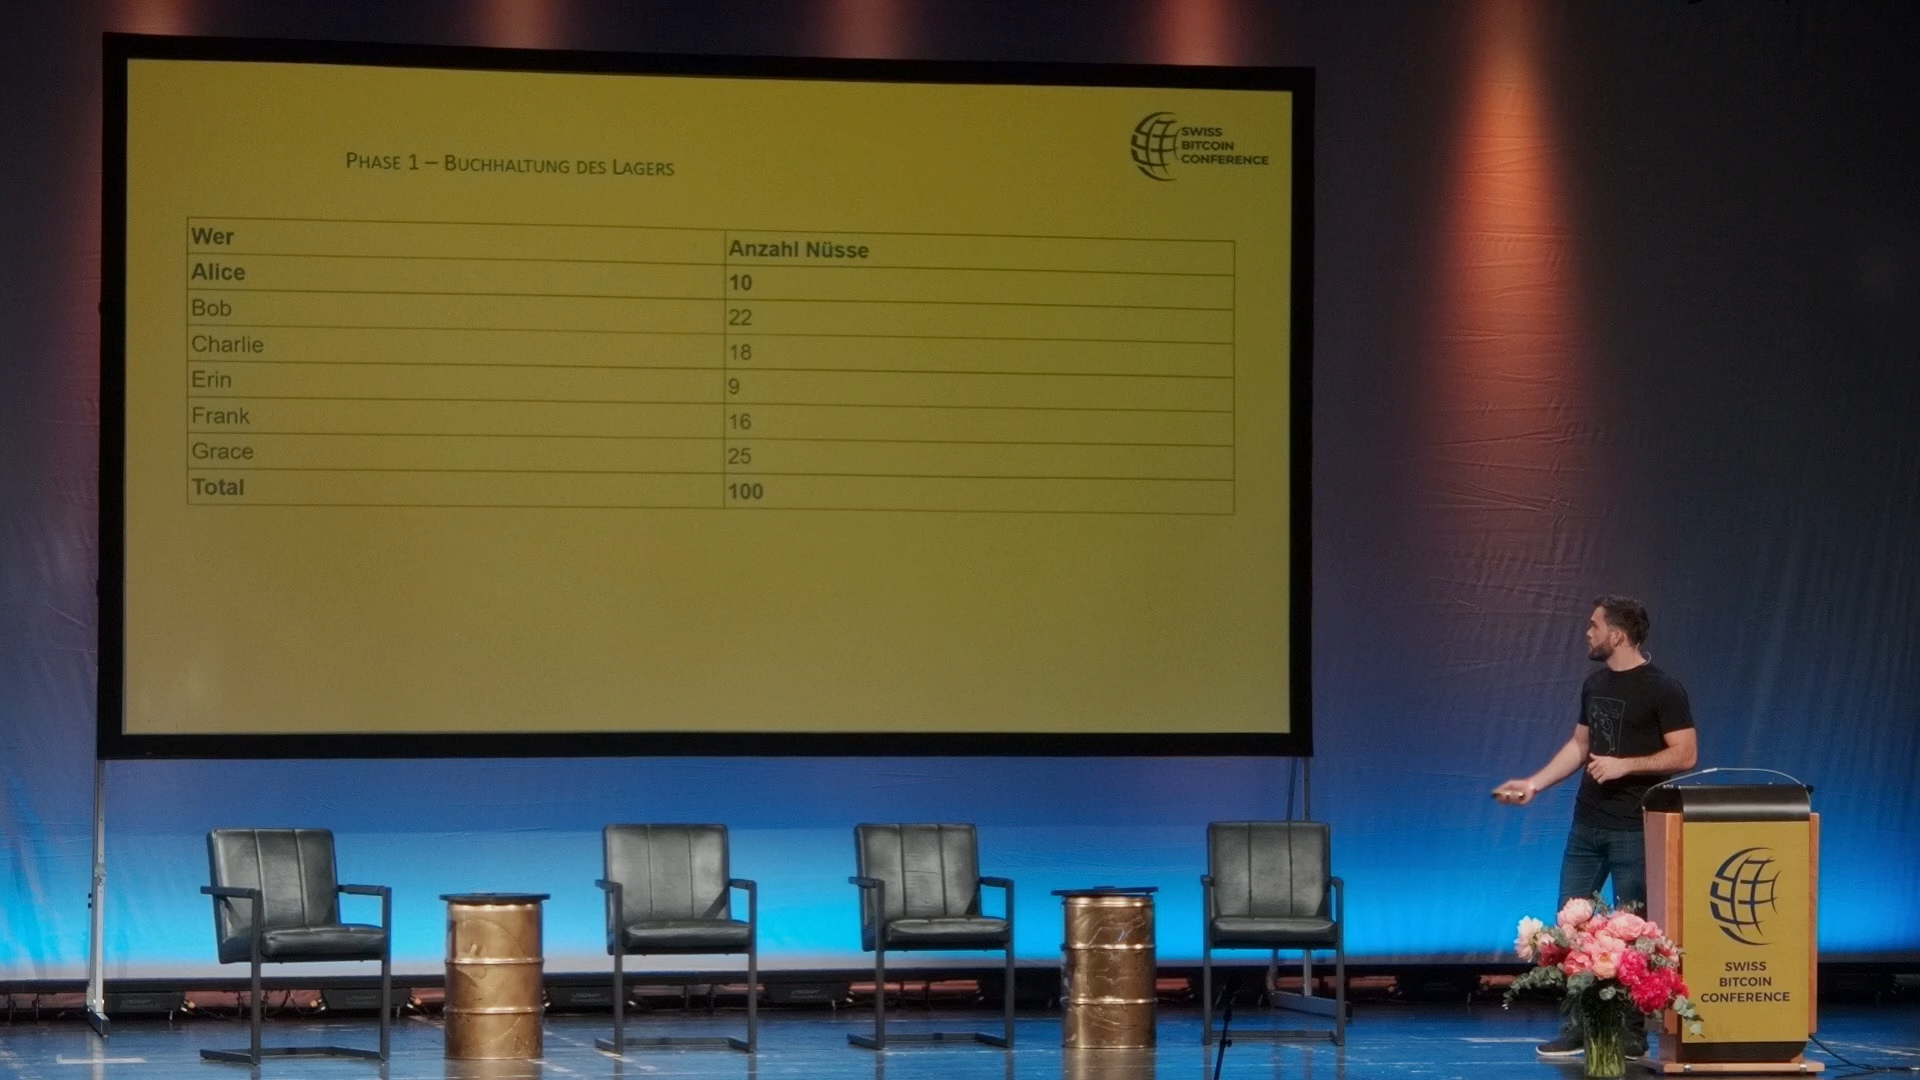 SWISS
BITCOIN
CONFERENCE
PHASE 1 – BUCHHALTUNG DES LAGERS
Wer Anzahl Nüsse
Alice 10
Bob 22
Charlie 18
Erin 9
Frank 16
Grace 25
Total 100
SWISS
BITCOIN
CONFERENCE